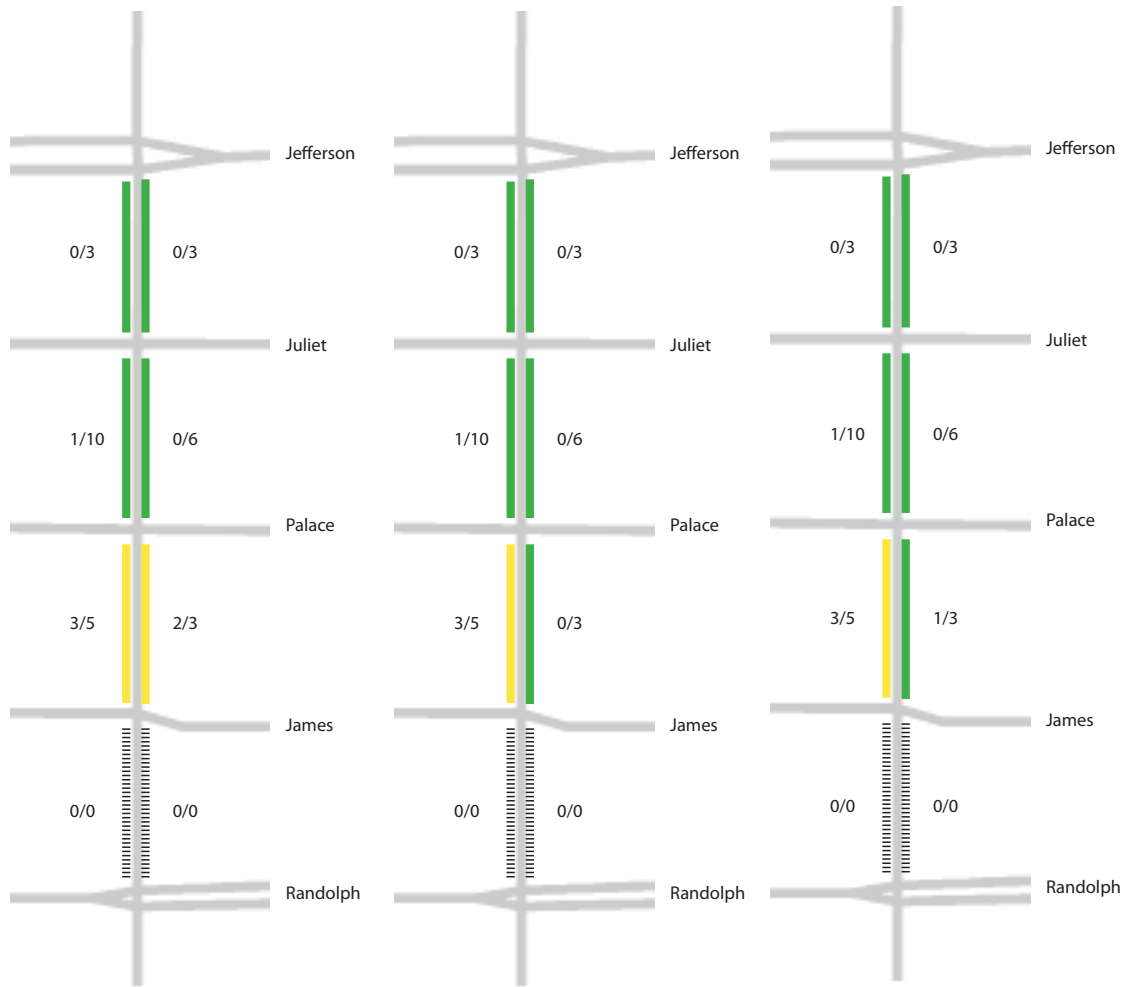 Jefferson
0/3 0/3
Juliet
1/10 0/6
Palace
3/5 2/3
James
0/0 0/0
Randolph
Jefferson
0/3 0/3
Juliet
1/10 0/6
Palace
3/5 0/3
James
0/0 0/0
Randolph
Jefferson
0/3 0/3
Juliet
1/10 0/6
Palace
3/5 1/3
James
0/0 0/0
Randolph